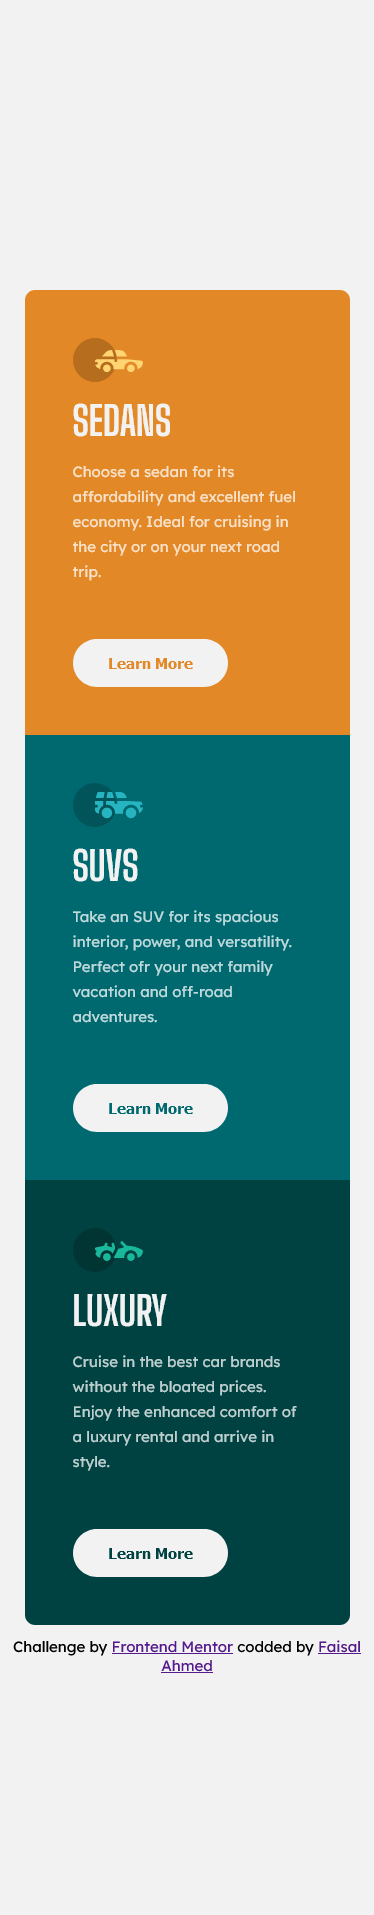 SEDANS
Choose a sedan for its
affordability and excellent fuel
economy. Ideal for cruising in
the city or on your next road
trip.
Learn More
SUVS
Take an SUV for its spacious
interior, power, and versatility.
Perfect ofr your next family
vacation and off-road
adventures.
Learn More
LUXURY
Cruise in the best car brands
without the bloated prices.
Enjoy the enhanced comfort of
a luxury rental and arrive in
style.
Learn More
Challenge by Frontend Mentor codded by Faisal
Ahmed